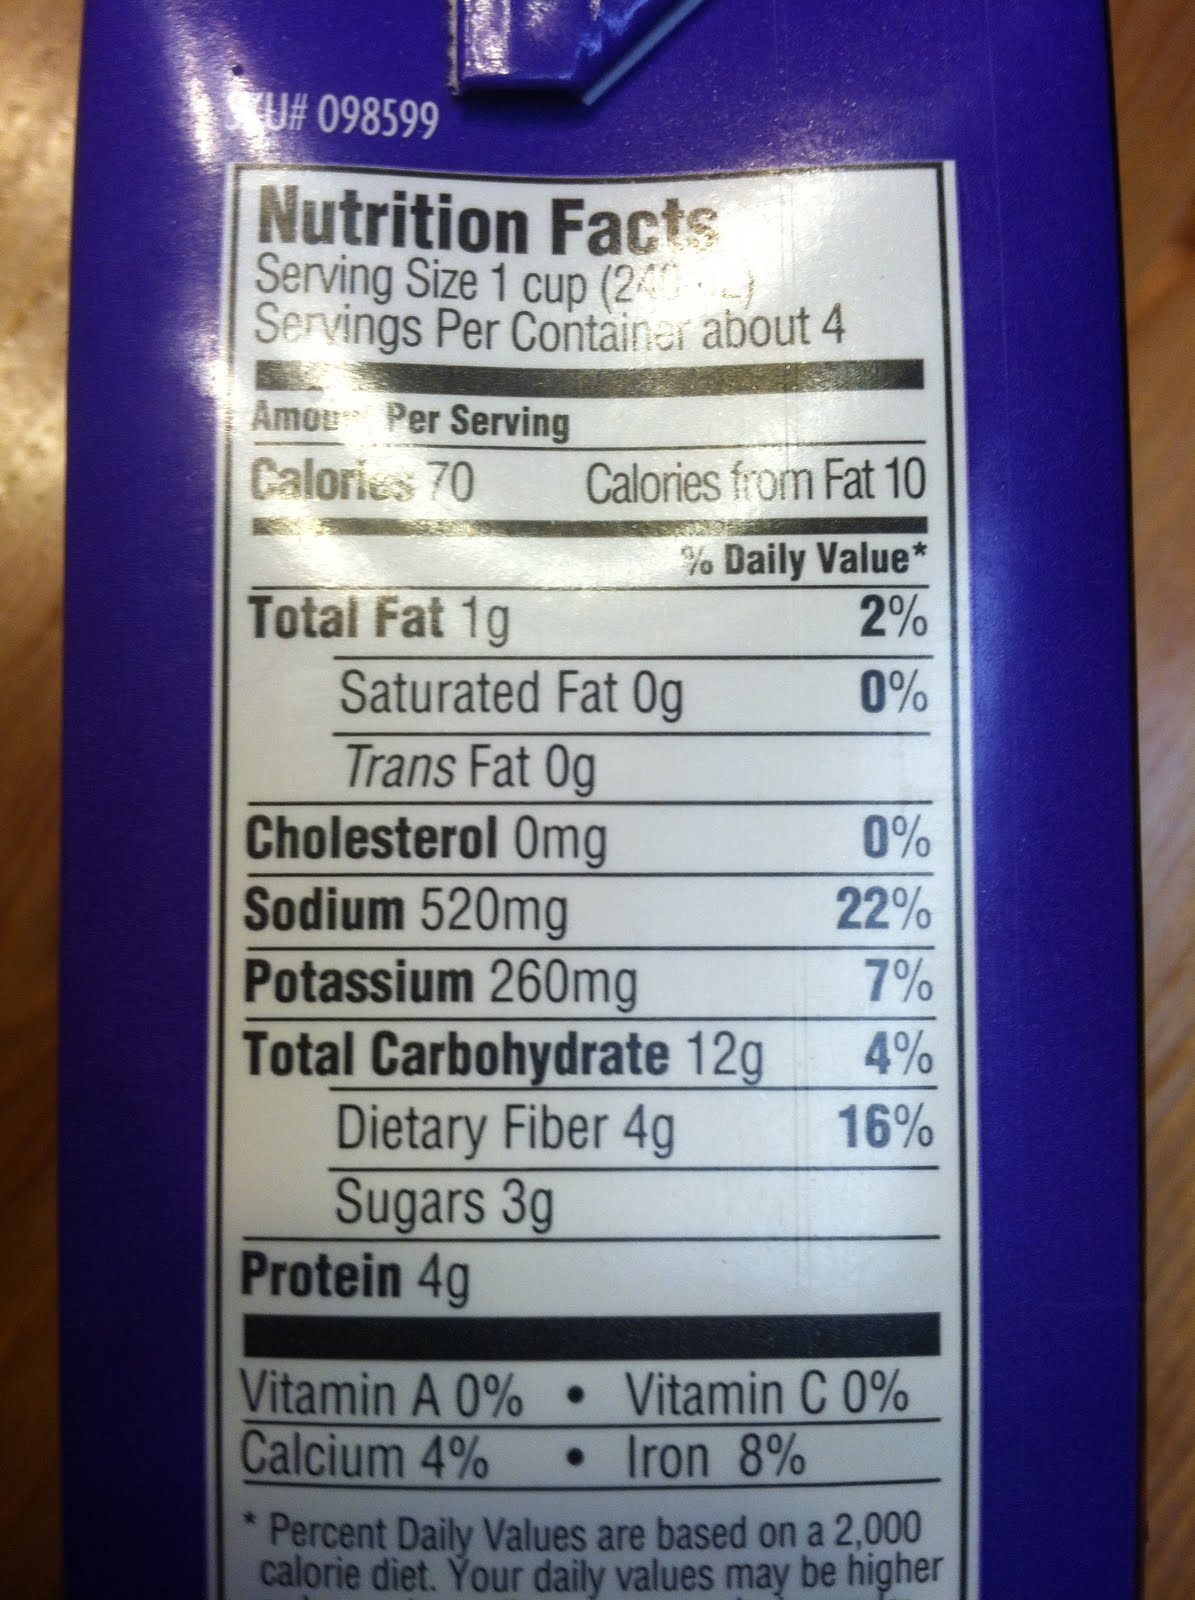 SKU# 098599
Nutrition Facts
Serving Size 1 cup (240 mL)
Servings Per Container about 4
Amount Per Serving
Calories 70 Calories from Fat 10
% Daily Value*
Total Fat 1g 2%
Saturated Fat 0g 0%
Trans Fat 0g
Cholesterol 0mg 0%
Sodium 520mg 22%
Potassium 260mg 7%
Total Carbohydrate 12g 4%
Dietary Fiber 4g 16%
Sugars 3g
Protein 4g
Vitamin A 0% • Vitamin C 0%
Calcium 4% • Iron 8%
* Percent Daily Values are based on a 2,000
calorie diet. Your daily values may be higher